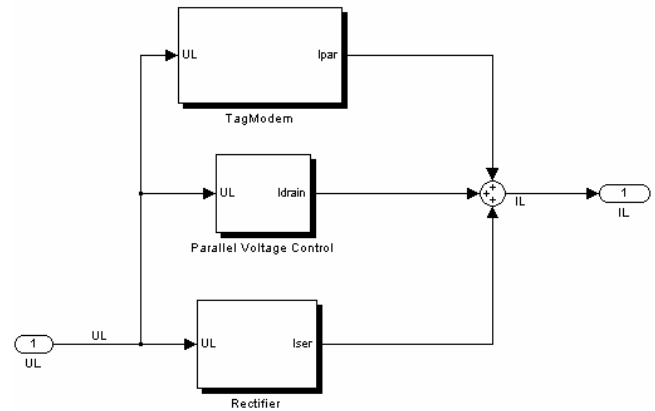 UL
Ipar
TagModem
UL
Idrain
+
+
+
IL
1
IL
Parallel Voltage Control
UL
1
UL
UL
Iser
Rectifier